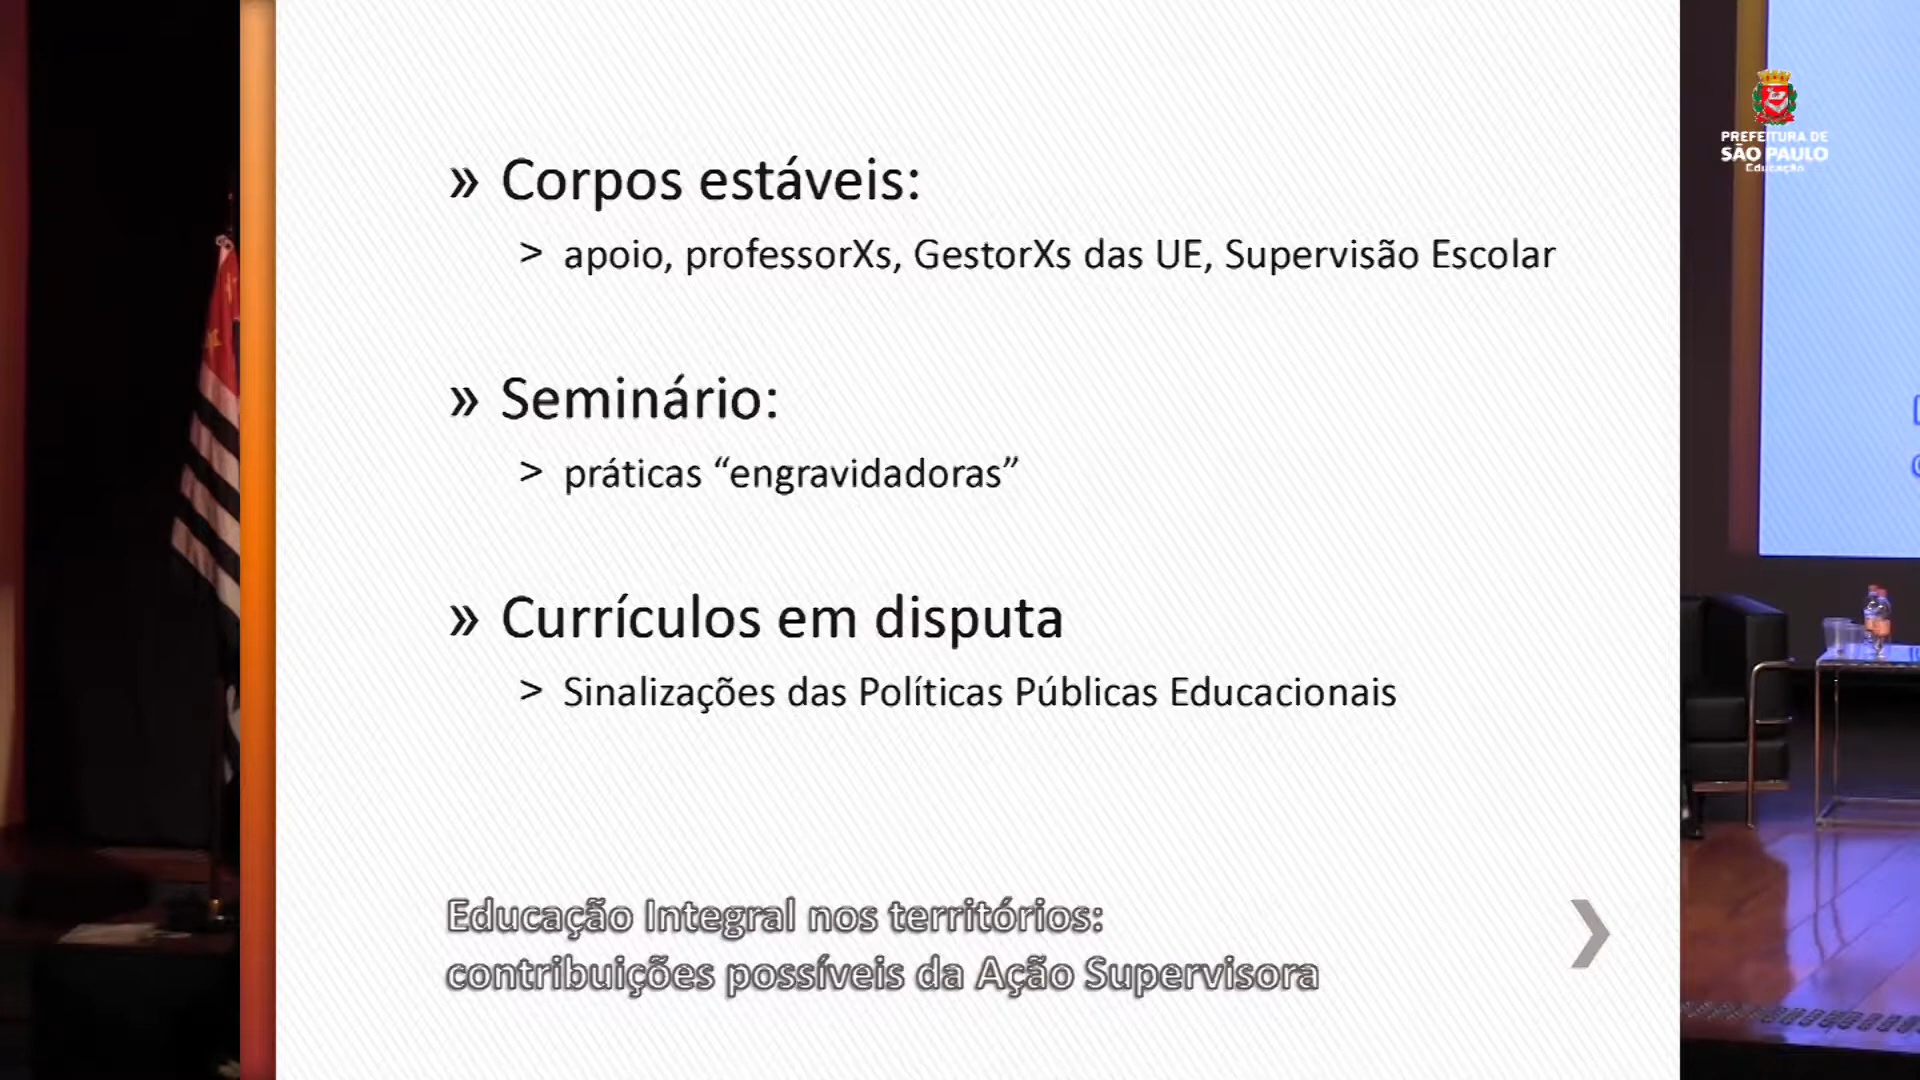 » Corpos estáveis:
> apoio, professorXs, GestorXs das UE, Supervisão Escolar
» Seminário:
> práticas “engravidadoras”
» Currículos em disputa
> Sinalizações das Políticas Públicas Educacionais
Educação Integral nos territórios:
contribuições possíveis da Ação Supervisora
PREFEITURA DE
SÃO PAULO
Educação